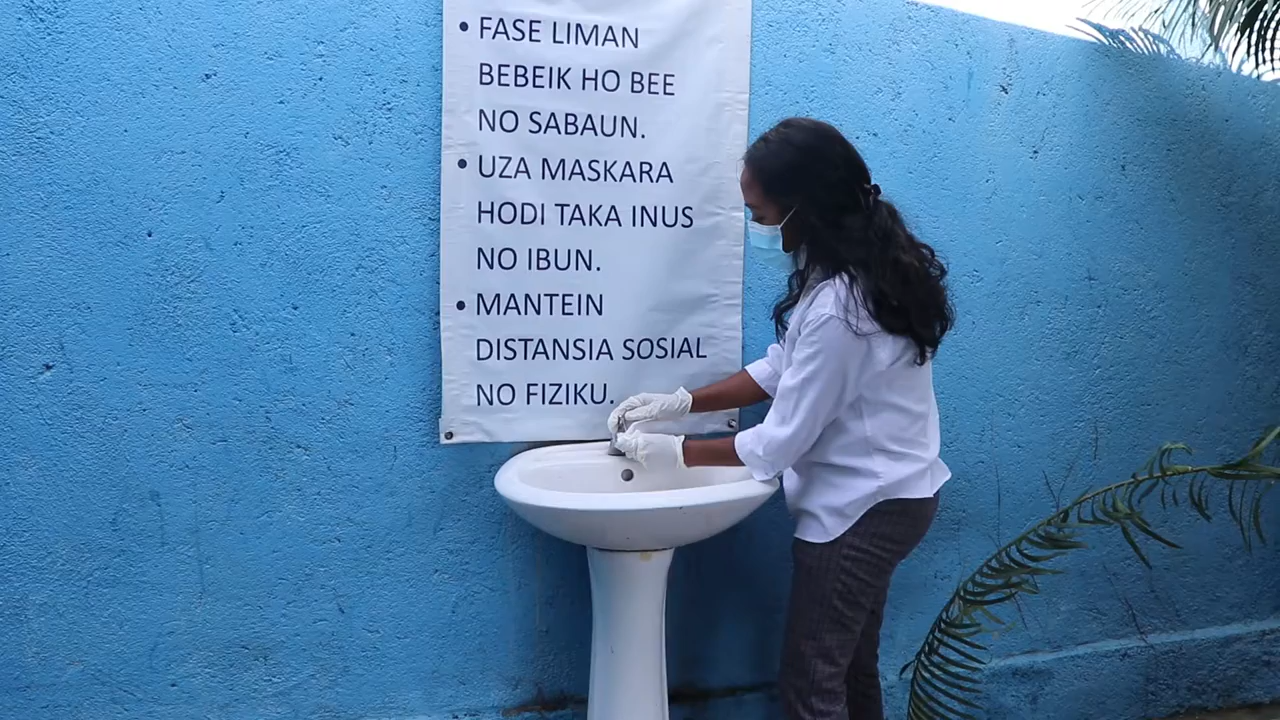 • FASE LIMAN
BEBEIK HO BEE
NO SABAUN.
• UZA MASKARA
HODI TAKA INUS
NO IBUN.
• MANTEIN
DISTANSIA SOSIAL
NO FIZIKU.